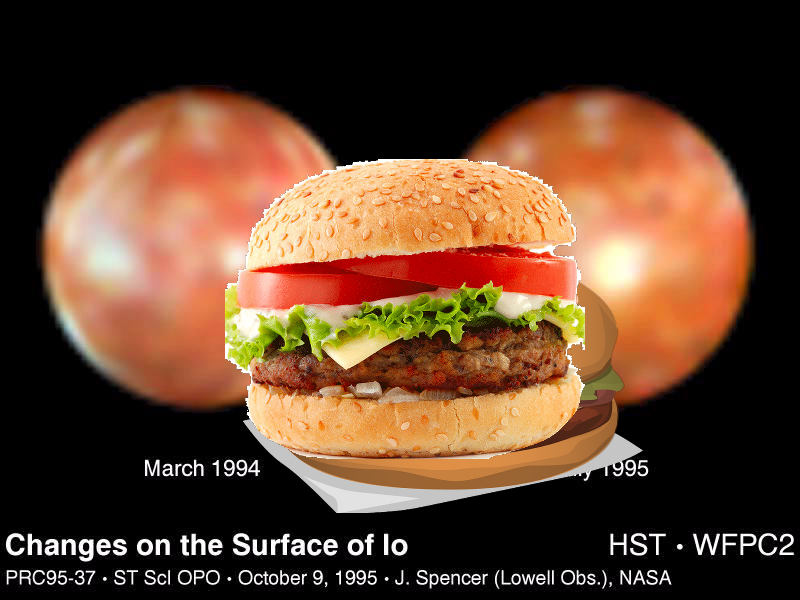 March 1994
1995
Changes on the Surface of Io
HST • WFPC2
PRC95-37 • ST ScI OPO • October 9, 1995 • J. Spencer (Lowell Obs.), NASA